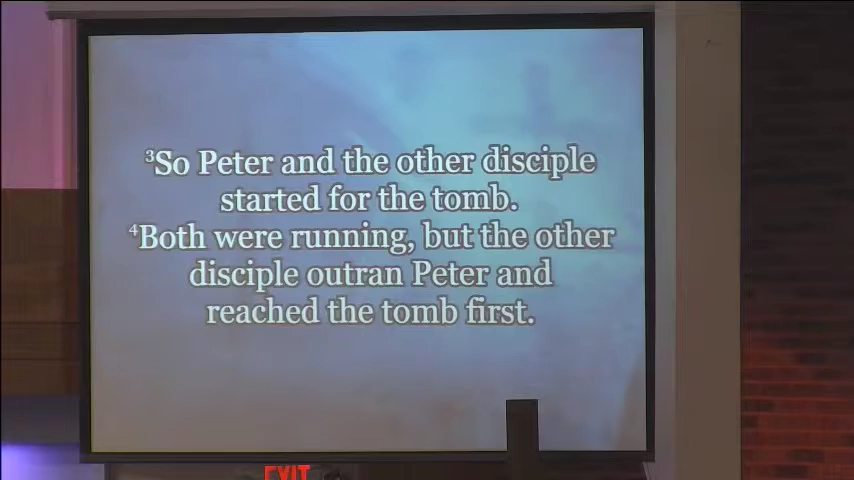 ³So Peter and the other disciple
started for the tomb.
⁴Both were running, but the other
disciple outran Peter and
reached the tomb first.
EXIT